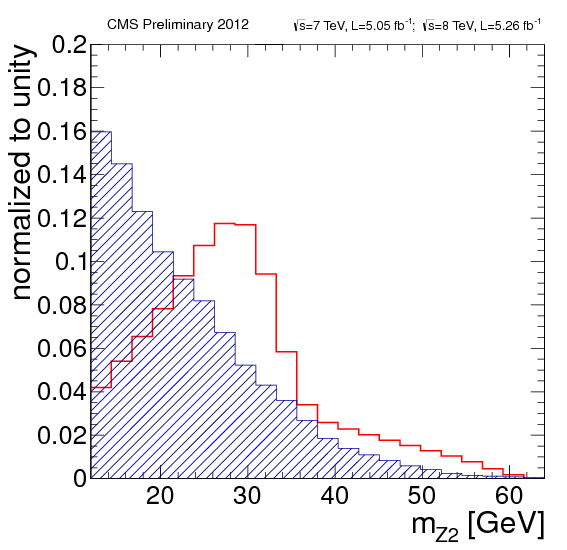 CMS Preliminary 2012
√s=7 TeV, L=5.05 fb⁻¹; √s=8 TeV, L=5.26 fb⁻¹
normalized to unity
0.2
0.18
0.16
0.14
0.12
0.1
0.08
0.06
0.04
0.02
0
20 30 40 50 60
m_Z2 [GeV]